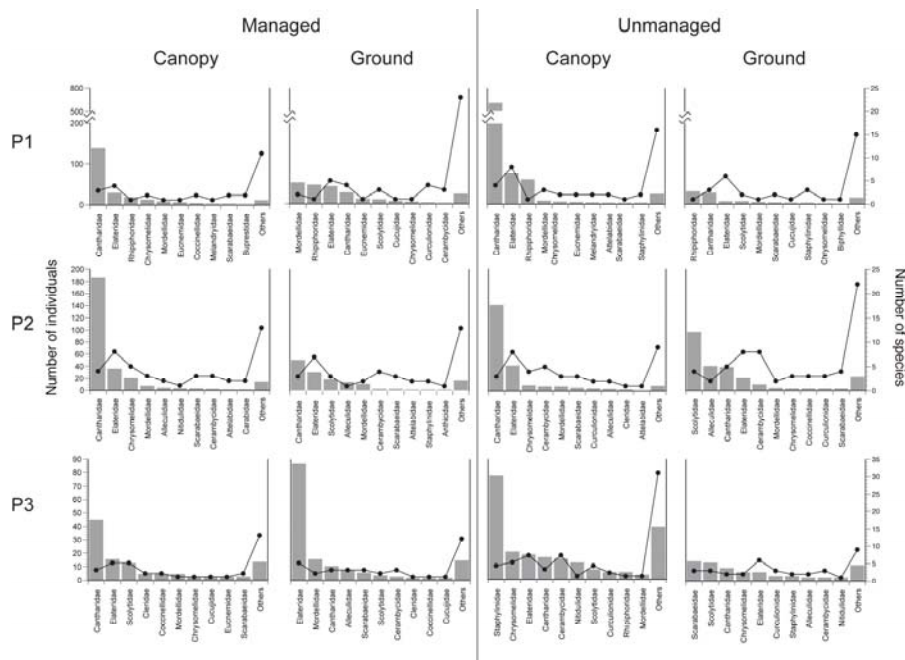 Managed
Unmanaged
Canopy
Ground
Canopy
Ground
P1
800
500
200
100
0
25
20
15
10
5
0
Cantharidae
Elateridae
Rhipiphoridae
Chrysomelidae
Mordellidae
Eucnemidae
Coccinellidae
Melandryidae
Scarabaeidae
Buprestidae
Others
Mordellidae
Rhipiphoridae
Elateridae
Cantharidae
Eucnemidae
Scolytidae
Cucujidae
Chrysomelidae
Curculionidae
Cerambycidae
Others
Cantharidae
Elateridae
Rhipiphoridae
Mordellidae
Chrysomelidae
Eucnemidae
Melandryidae
Attelabidae
Scarabaeidae
Staphylinidae
Others
Rhipiphoridae
Cantharidae
Elateridae
Scolytidae
Mordellidae
Scarabaeidae
Cucujidae
Staphylinidae
Chrysomelidae
Biphyllidae
Others
Number of individuals
Number of species
P2
200
180
160
140
120
100
80
60
40
20
0
25
20
15
10
5
0
Cantharidae
Elateridae
Chrysomelidae
Mordellidae
Alleculidae
Nitidulidae
Scarabaeidae
Cerambycidae
Attelabidae
Carabidae
Others
Cantharidae
Elateridae
Scolytidae
Alleculidae
Mordellidae
Cerambycidae
Scarabaeidae
Attelabidae
Staphylinidae
Anthicidae
Others
Cantharidae
Elateridae
Chrysomelidae
Cerambycidae
Mordellidae
Scarabaeidae
Curculionidae
Alleculidae
Cleridae
Attelabidae
Others
Scolytidae
Alleculidae
Cantharidae
Elateridae
Cerambycidae
Mordellidae
Chrysomelidae
Coccinellidae
Curculionidae
Scarabaeidae
Others
P3
90
80
70
60
50
40
30
20
10
0
35
30
25
20
15
10
5
0
Cantharidae
Elateridae
Scolytidae
Cleridae
Coccinellidae
Mordellidae
Chrysomelidae
Cucujidae
Eucnemidae
Scarabaeidae
Others
Elateridae
Mordellidae
Cantharidae
Alleculidae
Scarabaeidae
Scolytidae
Cerambycidae
Cleridae
Coccinellidae
Cucujidae
Others
Staphylinidae
Chrysomelidae
Elateridae
Cantharidae
Cerambycidae
Nitidulidae
Scolytidae
Curculionidae
Rhipiphoridae
Mordellidae
Others
Scarabaeidae
Scolytidae
Cantharidae
Chrysomelidae
Elateridae
Curculionidae
Staphylinidae
Alleculidae
Cerambycidae
Nitidulidae
Others